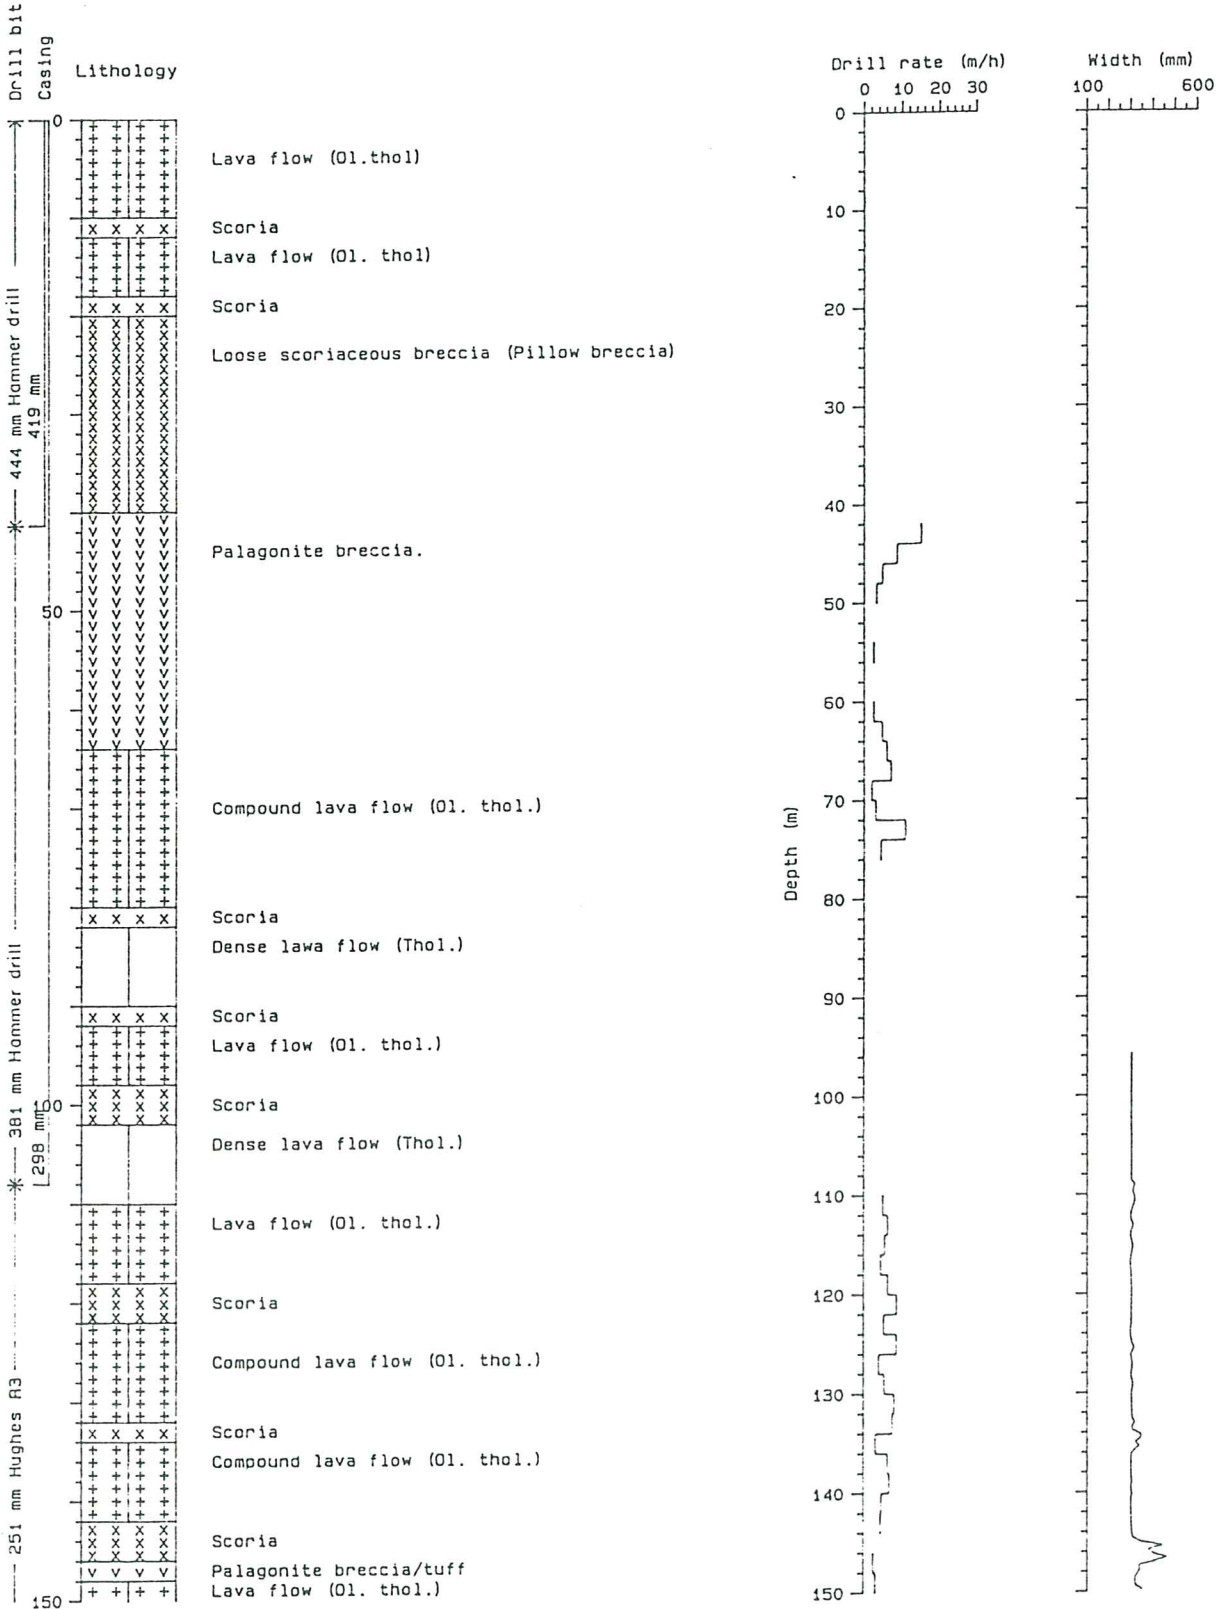 Drill bit
Casing
Lithology
444 mm Hammer drill
419 mm
381 mm Hammer drill
298 mm
251 mm Hughes R3
0
50
100
150
Lava flow (Ol.thol)
Scoria
Lava flow (Ol. thol)
Scoria
Loose scoriaceous breccia (Pillow breccia)
Palagonite breccia.
Compound lava flow (Ol. thol.)
Scoria
Dense lawa flow (Thol.)
Scoria
Lava flow (Ol. thol.)
Scoria
Dense lava flow (Thol.)
Lava flow (Ol. thol.)
Scoria
Compound lava flow (Ol. thol.)
Scoria
Compound lava flow (Ol. thol.)
Scoria
Palagonite breccia/tuff
Lava flow (Ol. thol.)
Drill rate (m/h)
0 10 20 30
Depth (m)
0
10
20
30
40
50
60
70
80
90
100
110
120
130
140
150
Width (mm)
100 600